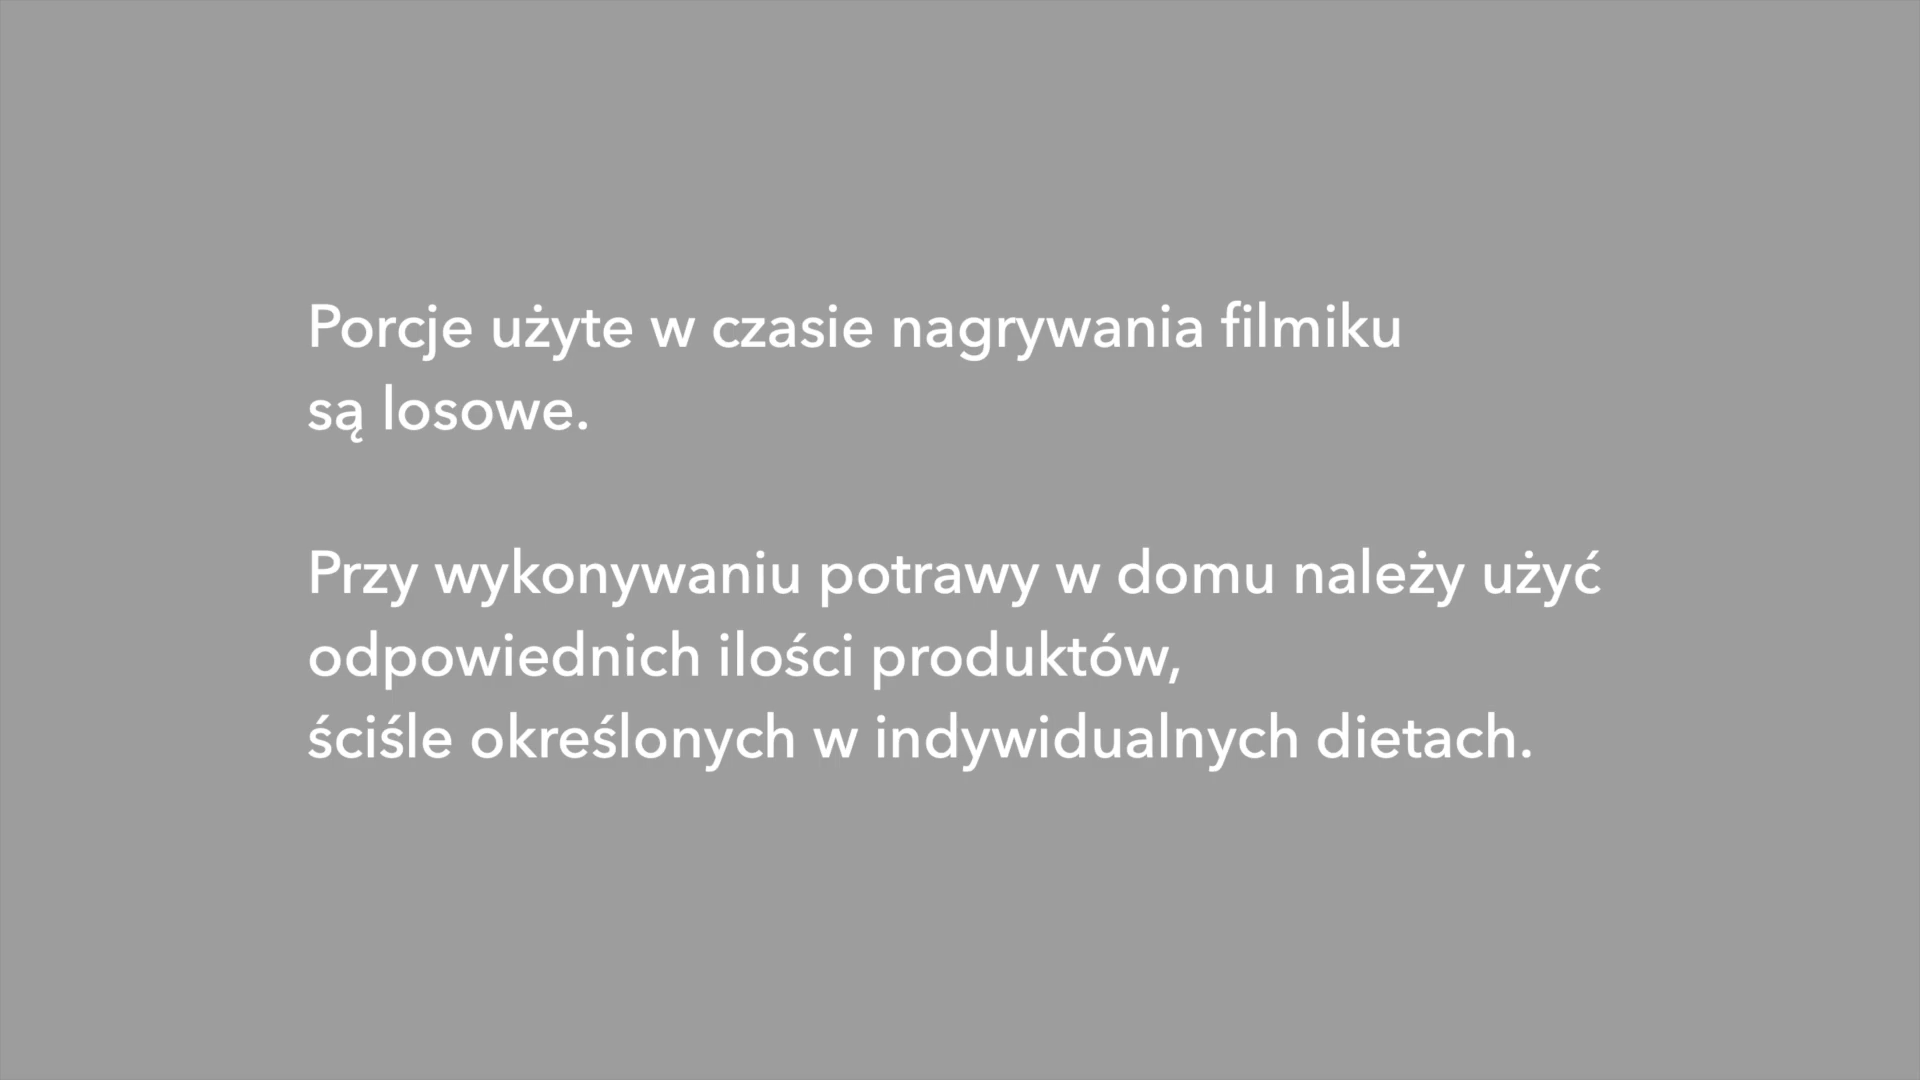 Porcje użyte w czasie nagrywania filmiku
są losowe.
Przy wykonywaniu potrawy w domu należy użyć
odpowiednich ilości produktów,
ściśle określonych w indywidualnych dietach.